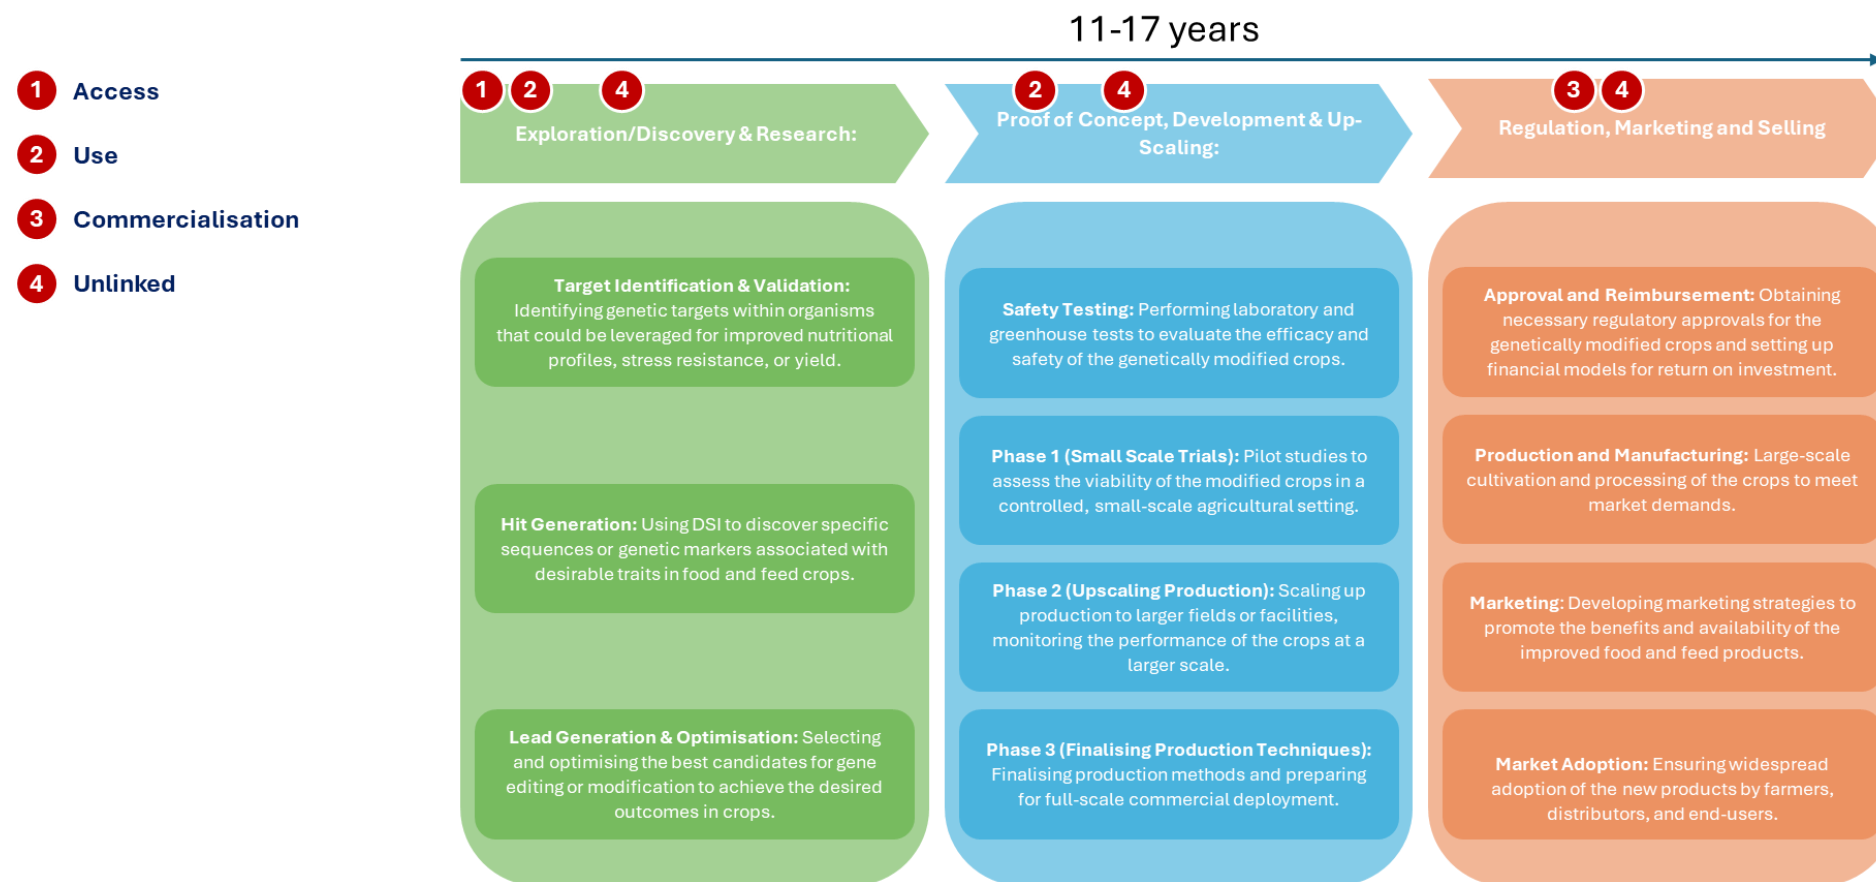 11-17 years
1 Access
2 Use
3 Commercialisation
4 Unlinked
1 2 4
Exploration/Discovery & Research:
Target Identification & Validation:
Identifying genetic targets within organisms
that could be leveraged for improved nutritional
profiles, stress resistance, or yield.
Hit Generation: Using DSI to discover specific
sequences or genetic markers associated with
desirable traits in food and feed crops.
Lead Generation & Optimisation: Selecting
and optimising the best candidates for gene
editing or modification to achieve the desired
outcomes in crops.
2 4
Proof of Concept, Development & Up-
Scaling:
Safety Testing: Performing laboratory and
greenhouse tests to evaluate the efficacy and
safety of the genetically modified crops.
Phase 1 (Small Scale Trials): Pilot studies to
assess the viability of the modified crops in a
controlled, small-scale agricultural setting.
Phase 2 (Upscaling Production): Scaling up
production to larger fields or facilities,
monitoring the performance of the crops at a
larger scale.
Phase 3 (Finalising Production Techniques):
Finalising production methods and preparing
for full-scale commercial deployment.
3 4
Regulation, Marketing and Selling
Approval and Reimbursement: Obtaining
necessary regulatory approvals for the
genetically modified crops and setting up
financial models for return on investment.
Production and Manufacturing: Large-scale
cultivation and processing of the crops to meet
market demands.
Marketing: Developing marketing strategies to
promote the benefits and availability of the
improved food and feed products.
Market Adoption: Ensuring widespread
adoption of the new products by farmers,
distributors, and end-users.